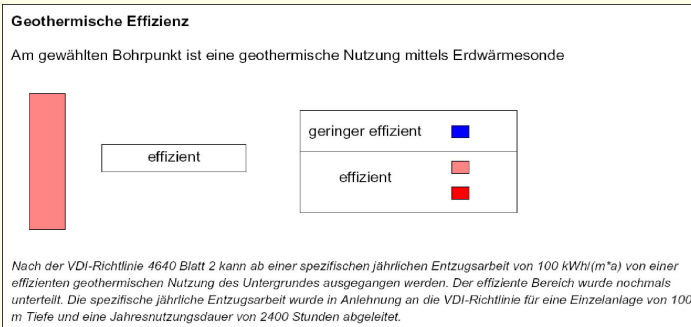 Geothermische Effizienz
Am gewählten Bohrpunkt ist eine geothermische Nutzung mittels Erdwärmesonde
geringer effizient
effizient
effizient
Nach der VDI-Richtlinie 4640 Blatt 2 kann ab einer spezifischen jährlichen Entzugsarbeit von 100 kWh/(m*a) von einer
effizienten geothermischen Nutzung des Untergrundes ausgegangen werden. Der effiziente Bereich wurde nochmals
unterteilt. Die spezifische jährliche Entzugsarbeit wurde in Anlehnung an die VDI-Richtlinie für eine Einzelanlage von 100
m Tiefe und eine Jahresnutzungsdauer von 2400 Stunden abgeleitet.